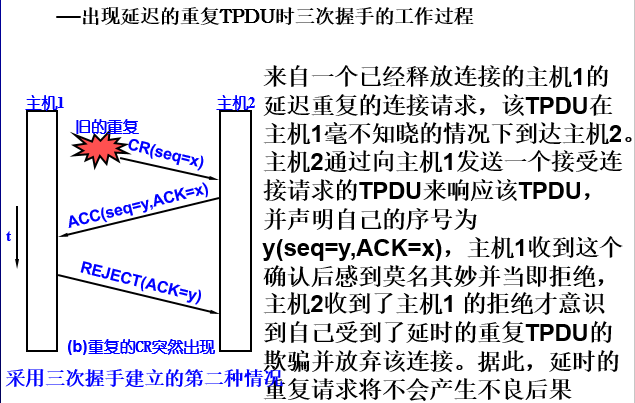 —出现延迟的重复TPDU时三次握手的工作过程
主机1
主机2
旧的重复
CR(seq=x)
ACC(seq=y,ACK=x)
t
REJECT(ACK=y)
(b)重复的CR突然出现
采用三次握手建立的第二种情况
来自一个已经释放连接的主机1的
延迟重复的连接请求，该TPDU在
主机1毫不知晓的情况下到达主机2。
主机2通过向主机1发送一个接受连
接请求的TPDU来响应该TPDU，
并声明自己的序号为
y(seq=y,ACK=x)，主机1收到这个
确认后感到莫名其妙并当即拒绝，
主机2收到了主机1 的拒绝才意识
到自己受到了延时的重复TPDU的
欺骗并放弃该连接。据此，延时的
重复请求将不会产生不良后果